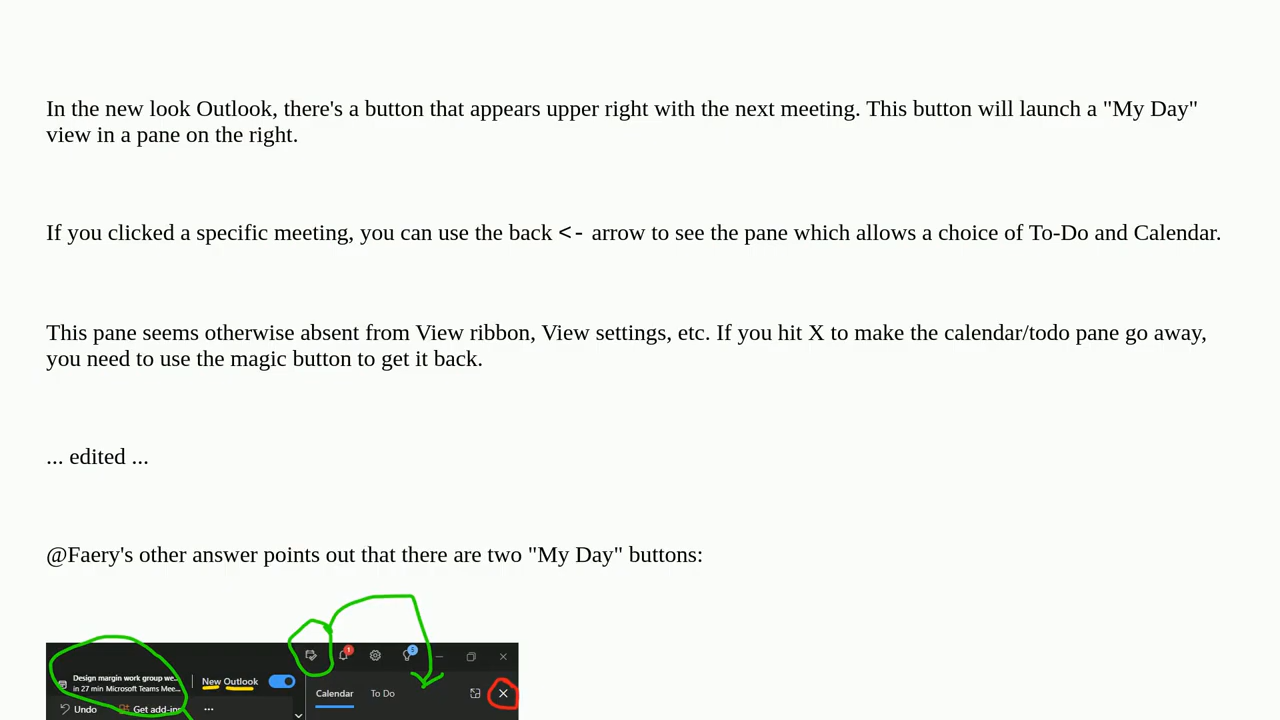 In the new look Outlook, there's a button that appears upper right with the next meeting. This button will launch a "My Day"
view in a pane on the right.
If you clicked a specific meeting, you can use the back <- arrow to see the pane which allows a choice of To-Do and Calendar.
This pane seems otherwise absent from View ribbon, View settings, etc. If you hit X to make the calendar/todo pane go away,
you need to use the magic button to get it back.
... edited ...
@Faery's other answer points out that there are two "My Day" buttons:
1
5
Design margin work group we...
in 27 min Microsoft Teams Mee...
New Outlook
Calendar
To Do
Undo
Get add-ins
...